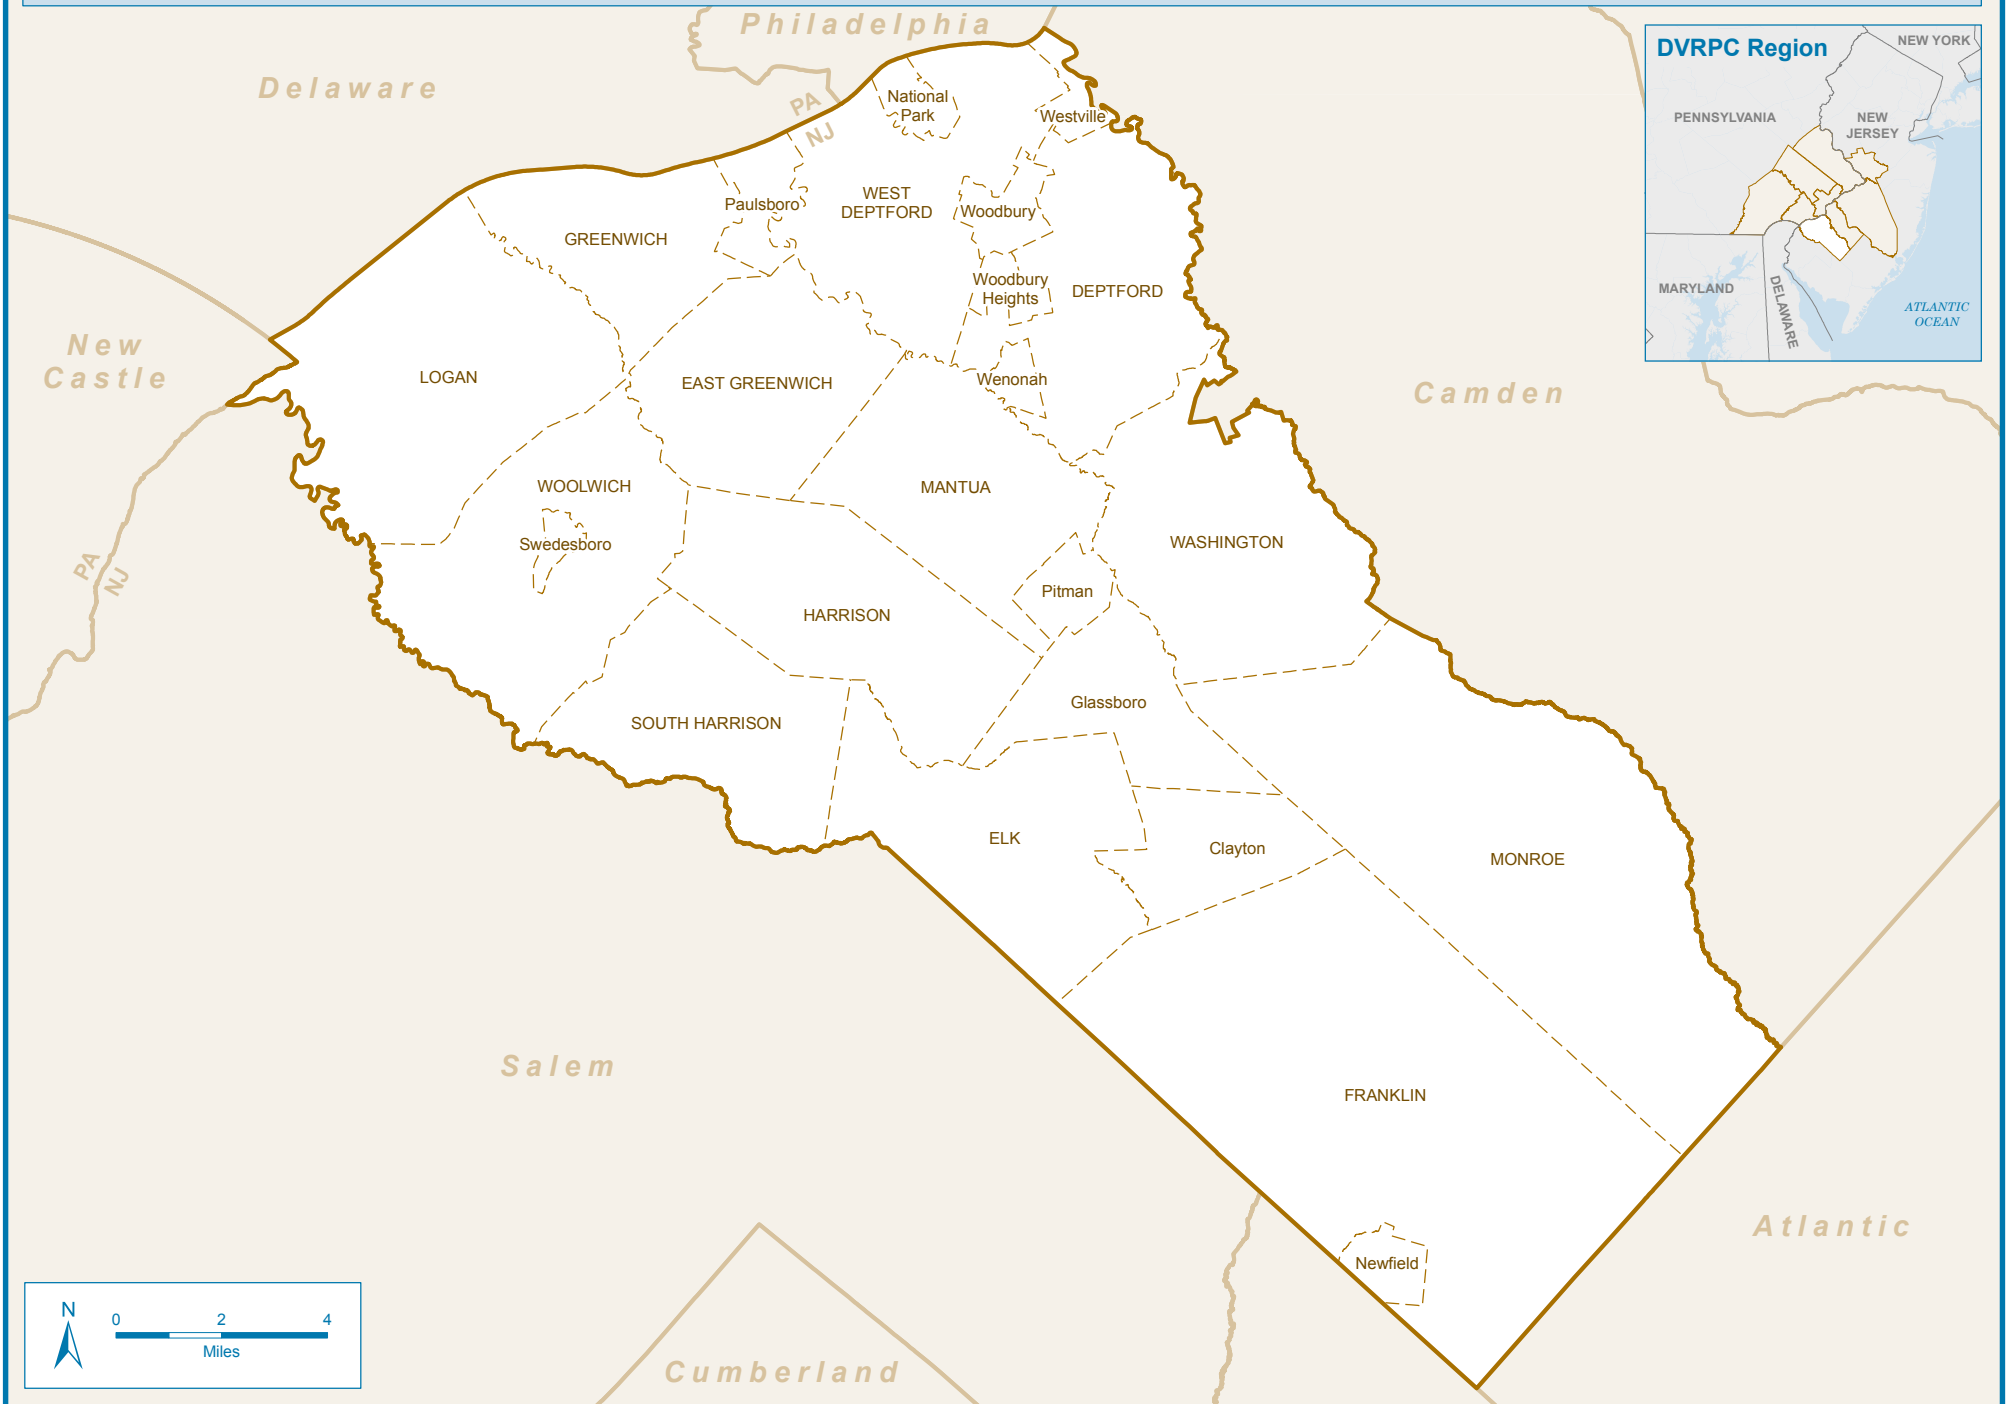 Philadelphia
Delaware
PA
NJ
New
Castle
PA
NJ
Camden
Salem
Cumberland
Atlantic
National
Park
Westville
Paulsboro
WEST
DEPTFORD
Woodbury
GREENWICH
Woodbury
Heights
DEPTFORD
LOGAN
EAST GREENWICH
Wenonah
WOOLWICH
MANTUA
Swedesboro
WASHINGTON
Pitman
HARRISON
Glassboro
SOUTH HARRISON
ELK
Clayton
MONROE
FRANKLIN
Newfield
DVRPC Region
NEW YORK
PENNSYLVANIA
NEW
JERSEY
MARYLAND
DELAWARE
ATLANTIC
OCEAN
N
0 2 4
Miles